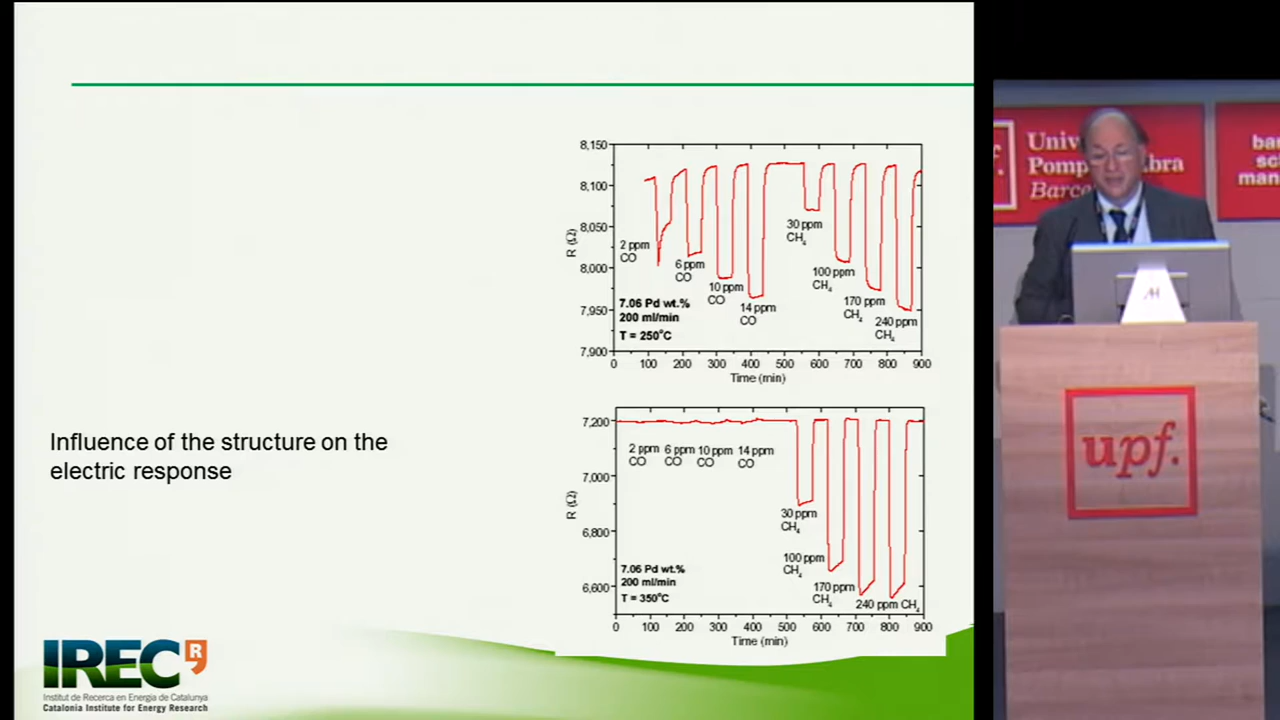 8,150
8,100
8,050
8,000
7,950
7,900
R (Ω)
2 ppm
CO
6 ppm
CO
10 ppm
CO
14 ppm
CO
30 ppm
CH4
100 ppm
CH4
170 ppm
CH4
240 ppm
CH4
7.06 Pd wt.%
200 ml/min
T = 250°C
0 100 200 300 400 500 600 700 800 900
Time (min)
7,200
7,000
6,800
6,600
R (Ω)
2 ppm 6 ppm 10 ppm 14 ppm
CO CO CO CO
30 ppm
CH4
100 ppm
CH4
170 ppm
CH4
240 ppm CH4
7.06 Pd wt.%
200 ml/min
T = 350°C
0 100 200 300 400 500 600 700 800 900
Time (min)
Influence of the structure on the
electric response
IREC R
Institut de Recerca en Energia de Catalunya
Catalonia Institute for Energy Research
upf.